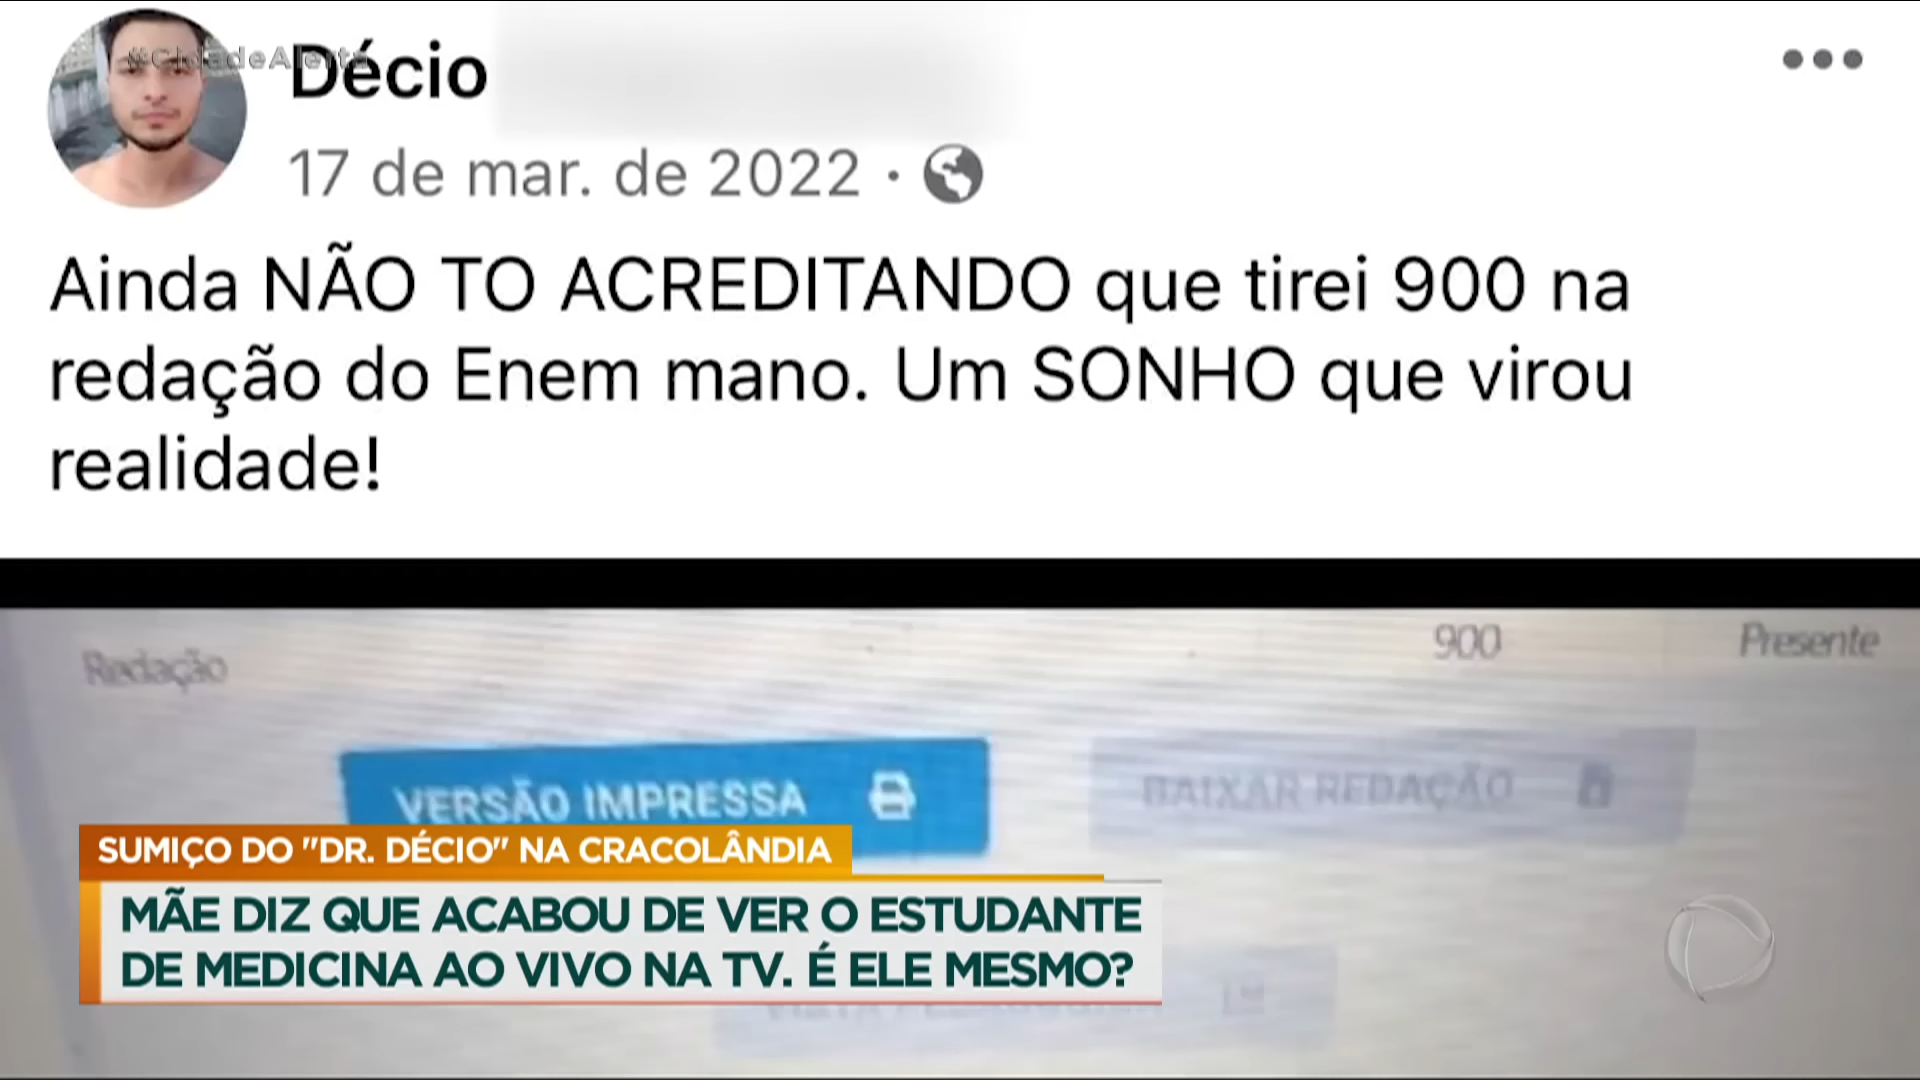 #CidadeAlerta
Décio
17 de mar. de 2022 ·
Ainda NÃO TO ACREDITANDO que tirei 900 na
redação do Enem mano. Um SONHO que virou
realidade!
Redação 900 Presente
VERSÃO IMPRESSA BAIXAR REDAÇÃO
SUMIÇO DO "DR. DÉCIO" NA CRACOLÂNDIA
MÃE DIZ QUE ACABOU DE VER O ESTUDANTE
DE MEDICINA AO VIVO NA TV. É ELE MESMO?